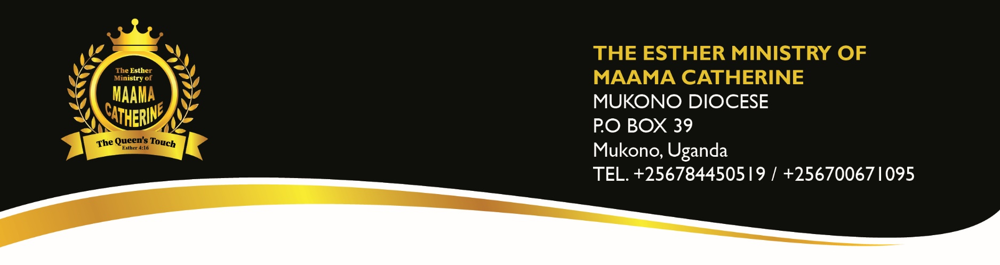 The Esther
Ministry of
MAAMA
CATHERINE
The Queen's Touch
Esther 4:16
THE ESTHER MINISTRY OF
MAAMA CATHERINE
MUKONO DIOCESE
P.O BOX 39
Mukono, Uganda
TEL. +256784450519 / +256700671095